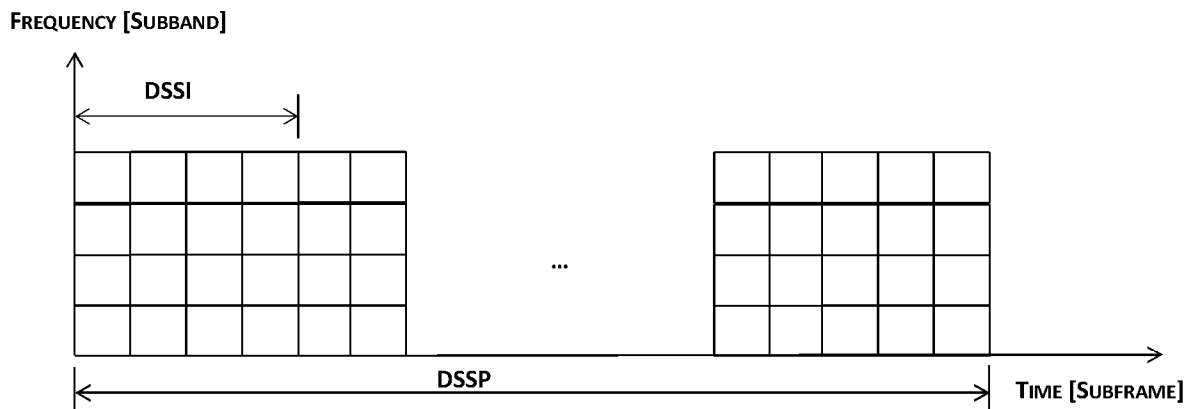 FREQUENCY [SUBBAND]
DSSI
...
DSSP
TIME [SUBFRAME]